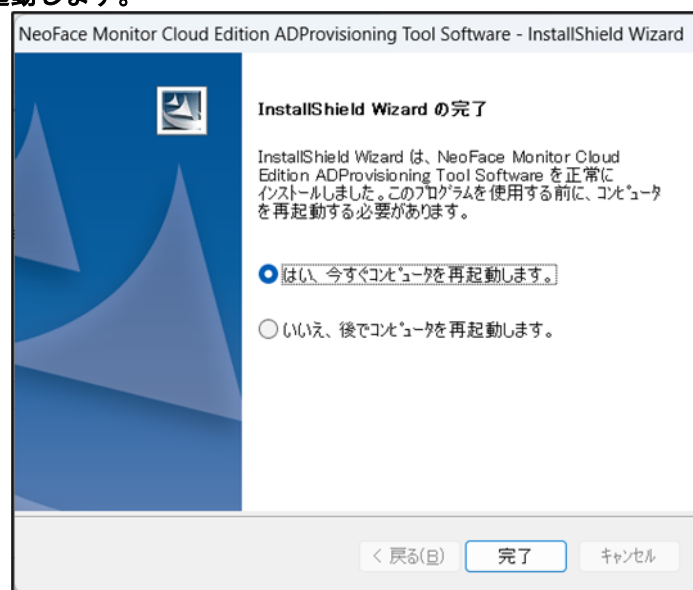 動します。
NeoFace Monitor Cloud Edition ADProvisioning Tool Software - InstallShield Wizard
InstallShield Wizard の完了
InstallShield Wizard は、NeoFace Monitor Cloud
Edition ADProvisioning Tool Software を正常に
インストールしました。このプログラムを使用する前に、コンピュータ
を再起動する必要があります。
はい、今すぐコンピュータを再起動します。
いいえ、後でコンピュータを再起動します。
< 戻る(B)
完了
キャンセル